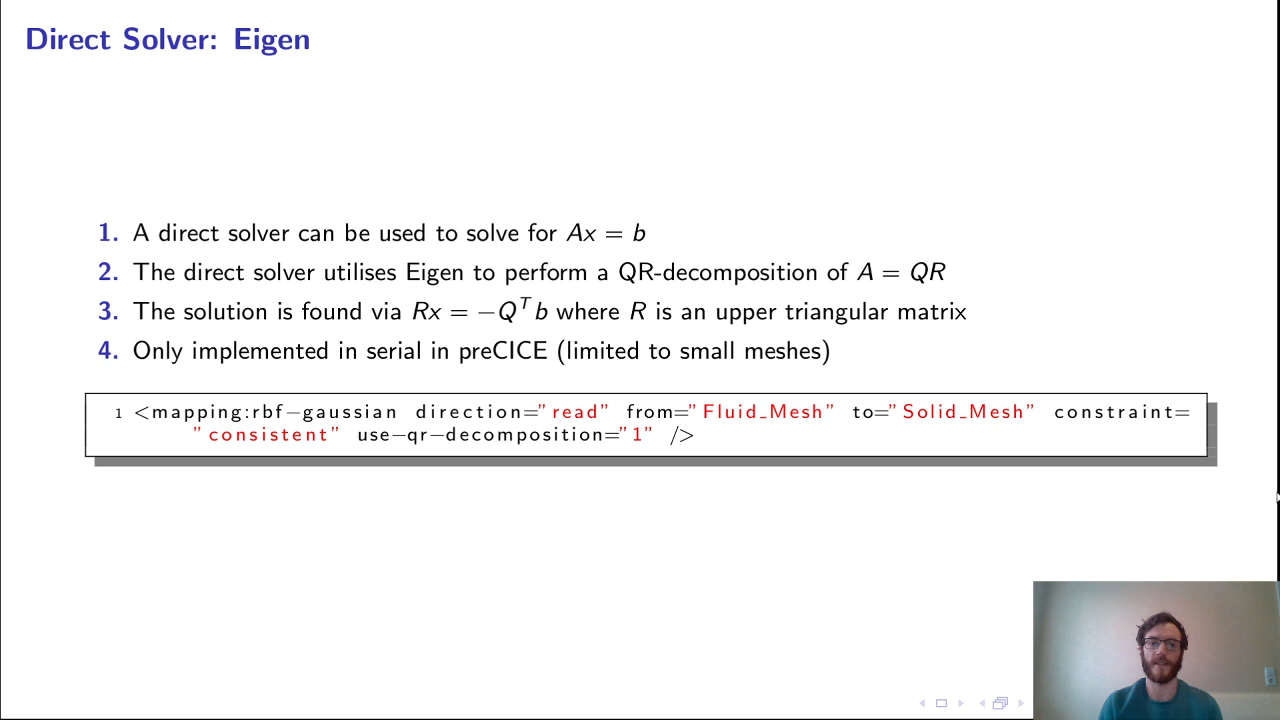 Direct Solver: Eigen
1. A direct solver can be used to solve for Ax = b
2. The direct solver utilises Eigen to perform a QR-decomposition of A = QR
3. The solution is found via Rx = −Q^T b where R is an upper triangular matrix
4. Only implemented in serial in preCICE (limited to small meshes)
1 <mapping:rbf−gaussian direction="read" from="Fluid_Mesh" to="Solid_Mesh" constraint=
"consistent" use−qr−decomposition="1" />